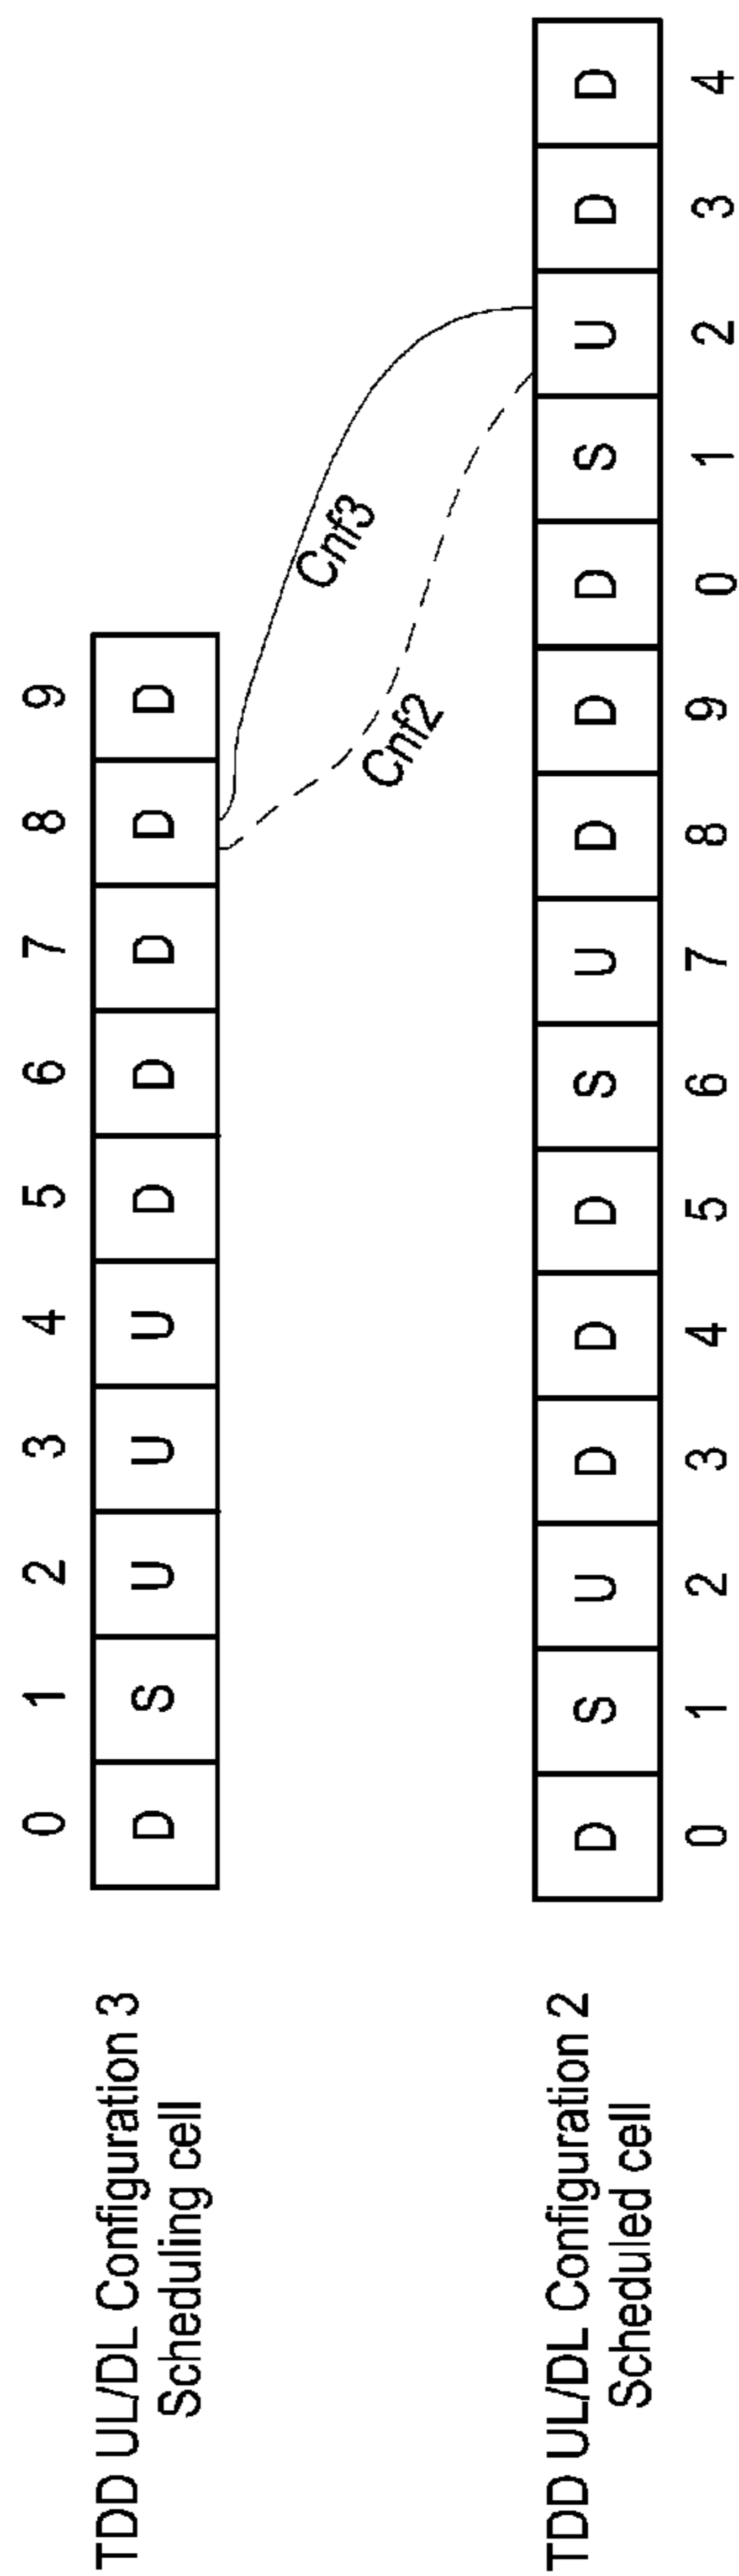 0 1 2 3 4 5 6 7 8 9
TDD UL/DL Configuration 3
Scheduling cell
D S U U U D D D D D
Cnf3
Cnf2
TDD UL/DL Configuration 2
Scheduled cell
D S U D D D S U D D D S U D D
0 1 2 3 4 5 6 7 8 9 0 1 2 3 4